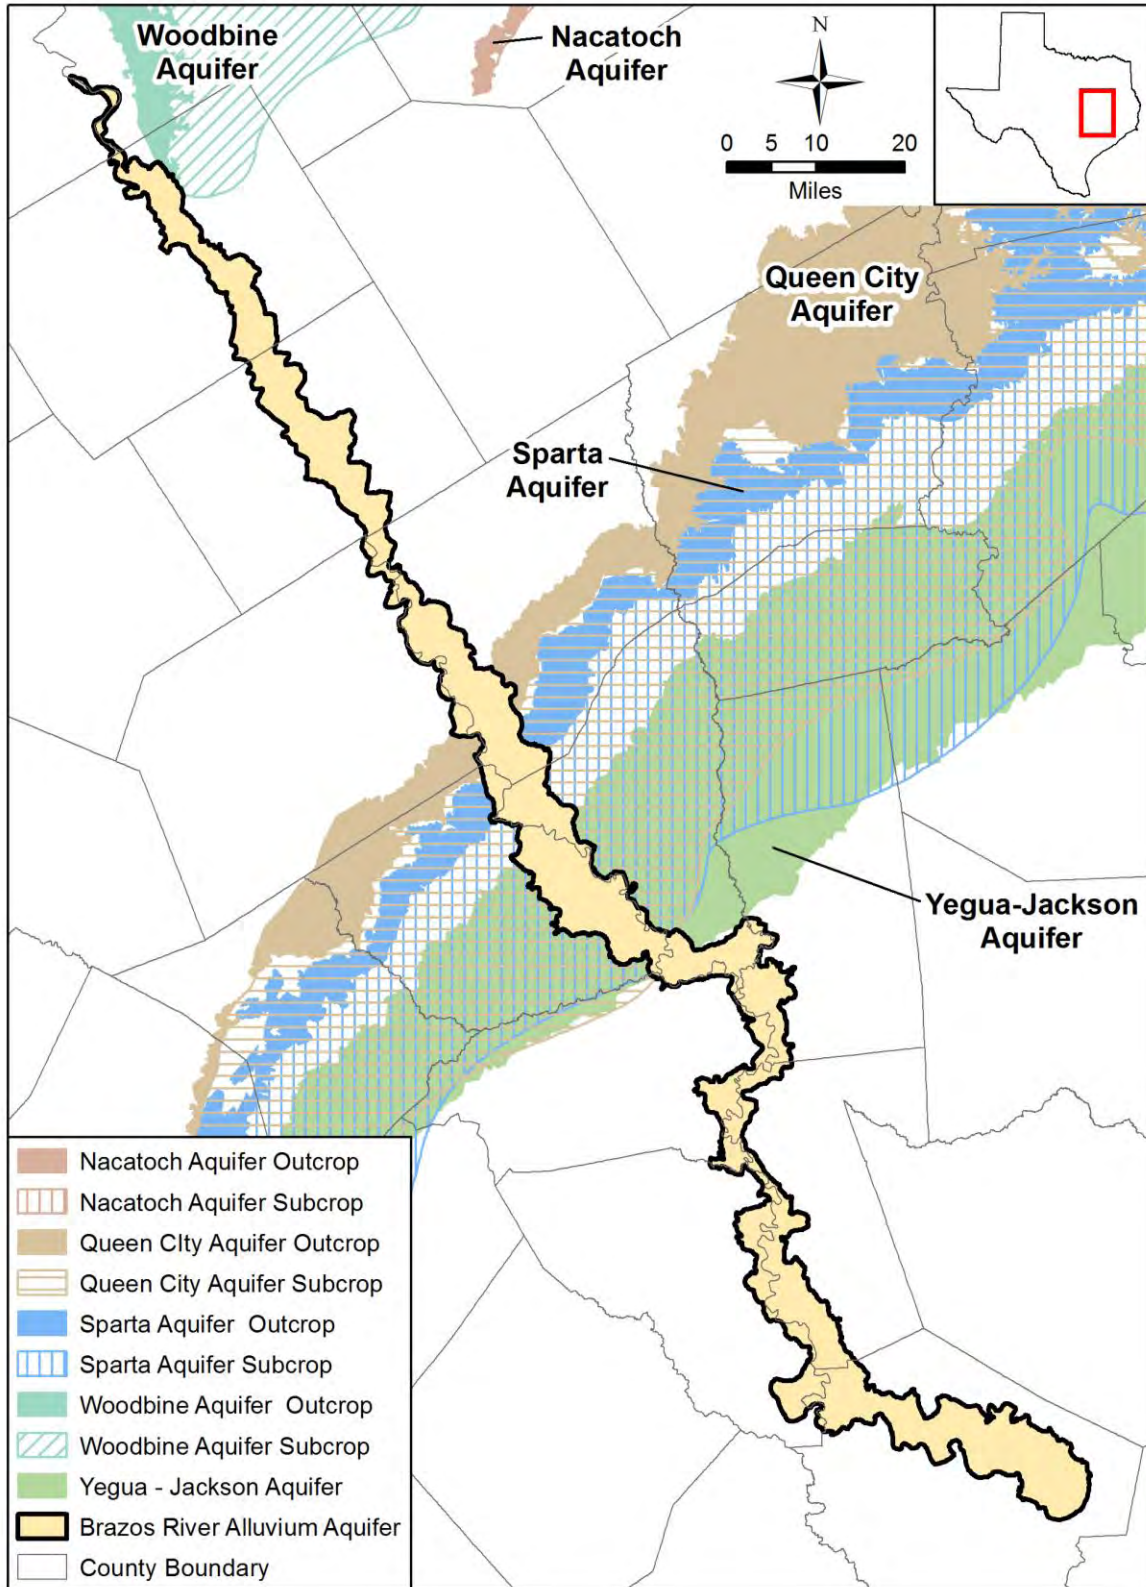 Woodbine
Aquifer
Nacatoch
Aquifer
N
0 5 10 20
Miles
Queen City
Aquifer
Sparta
Aquifer
Yegua-Jackson
Aquifer
Nacatoch Aquifer Outcrop
Nacatoch Aquifer Subcrop
Queen CIty Aquifer Outcrop
Queen City Aquifer Subcrop
Sparta Aquifer Outcrop
Sparta Aquifer Subcrop
Woodbine Aquifer Outcrop
Woodbine Aquifer Subcrop
Yegua - Jackson Aquifer
Brazos River Alluvium Aquifer
County Boundary